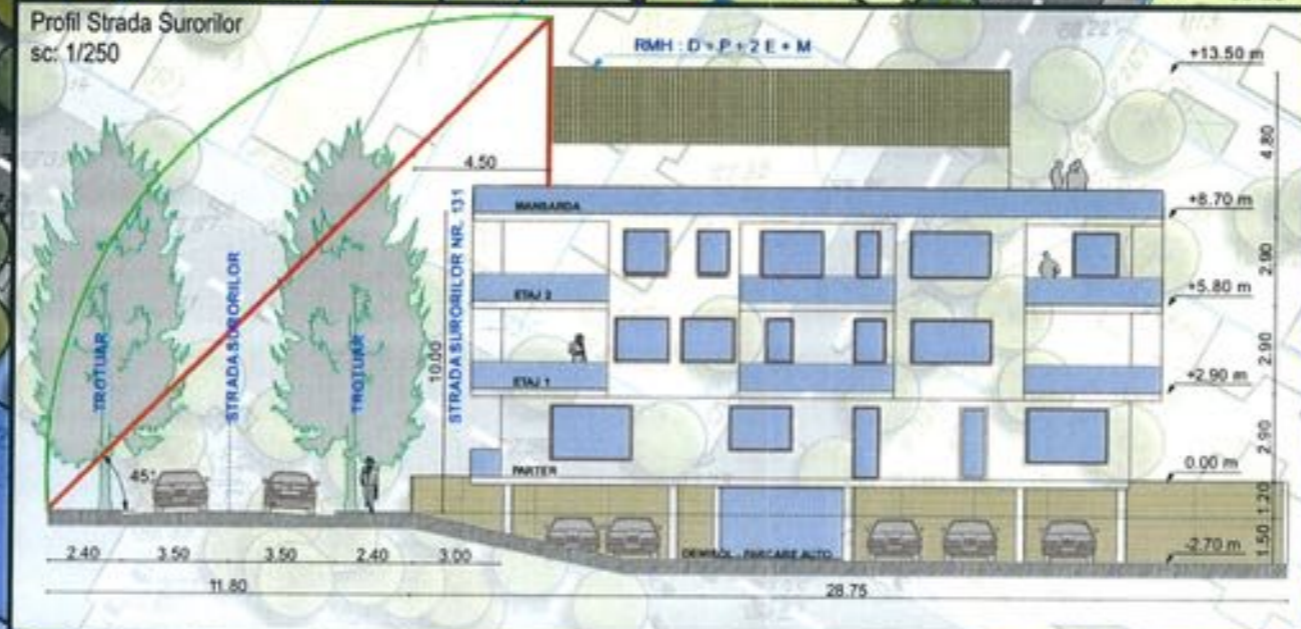 Profil Strada Surorilor
sc: 1/250
RMH : D + P + 2 E + M
+13.50 m
4.80
4.50
MANSARDA
+8.70 m
2.90
ETAJ 2
+5.80 m
2.90
ETAJ 1
+2.90 m
2.90
PARTER
0.00 m
1.20
1.50
DEMISOL - PARCARE AUTO
-2.70 m
TROTUAR
STRADA SURORILOR
TROTUAR
10.00
STRADA SURORILOR NR. 131
45°
2.40 3.50 3.50 2.40 3.00
11.80 28.75